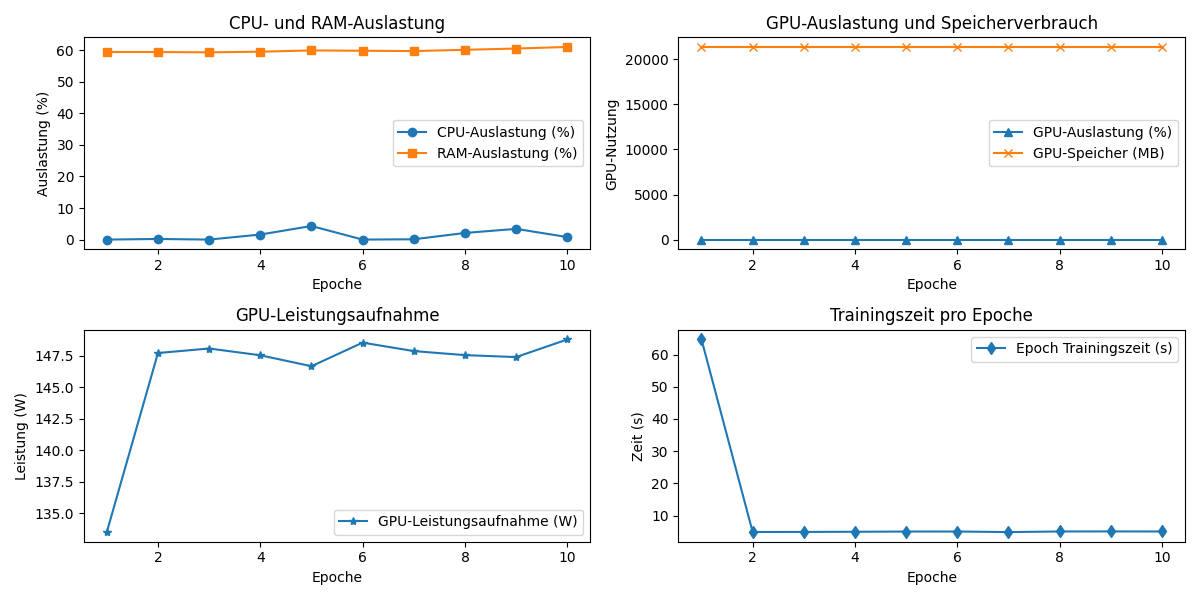 CPU- und RAM-Auslastung
Auslastung (%)
60
50
40
30
20
10
0
CPU-Auslastung (%)
RAM-Auslastung (%)
2 4 6 8 10
Epoche
GPU-Auslastung und Speicherverbrauch
GPU-Nutzung
20000
15000
10000
5000
0
GPU-Auslastung (%)
GPU-Speicher (MB)
2 4 6 8 10
Epoche
GPU-Leistungsaufnahme
Leistung (W)
147.5
145.0
142.5
140.0
137.5
135.0
GPU-Leistungsaufnahme (W)
2 4 6 8 10
Epoche
Trainingszeit pro Epoche
Zeit (s)
60
50
40
30
20
10
Epoch Trainingszeit (s)
2 4 6 8 10
Epoche